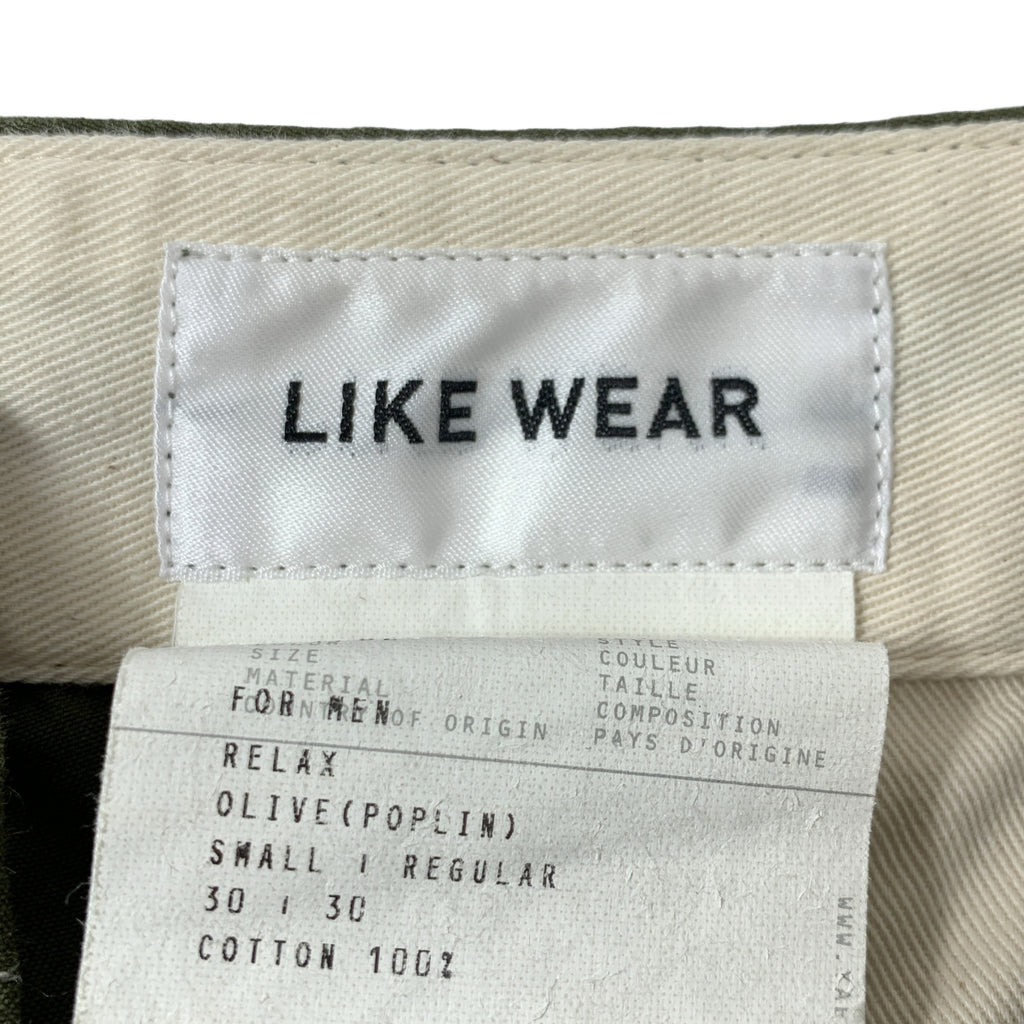 LIKE WEAR
STYLE
SIZE COULEUR
MATERIAL TAILLE
COUNTRY OF ORIGIN COMPOSITION
PAYS D'ORIGINE
FOR MEN
RELAX
OLIVE(POPLIN)
SMALL | REGULAR
30 | 30
COTTON 100%